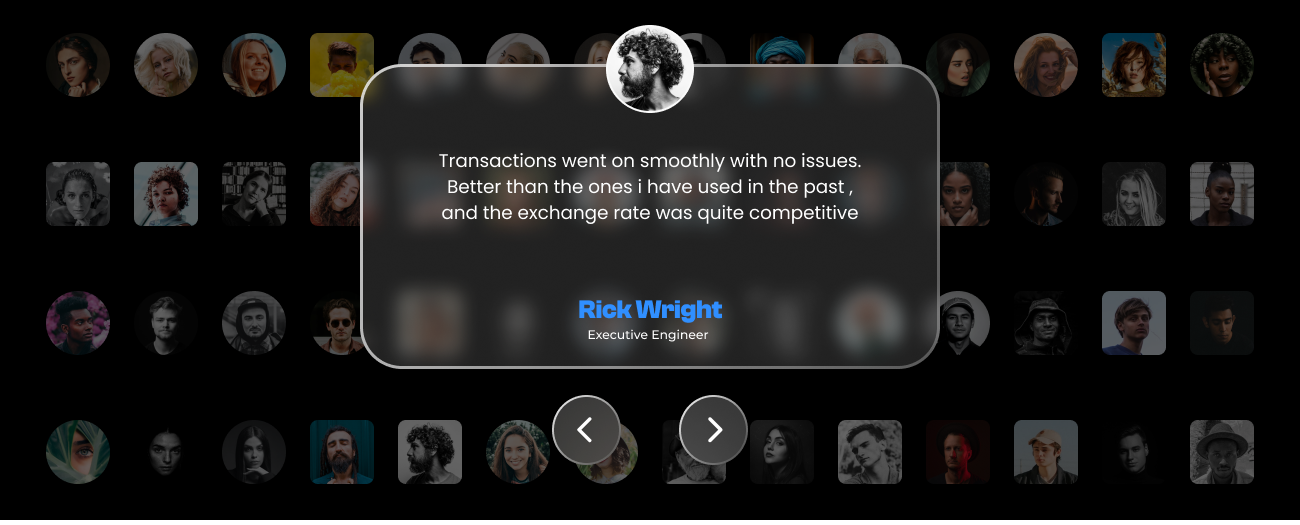 Transactions went on smoothly with no issues.
Better than the ones i have used in the past ,
and the exchange rate was quite competitive
Rick Wright
Executive Engineer